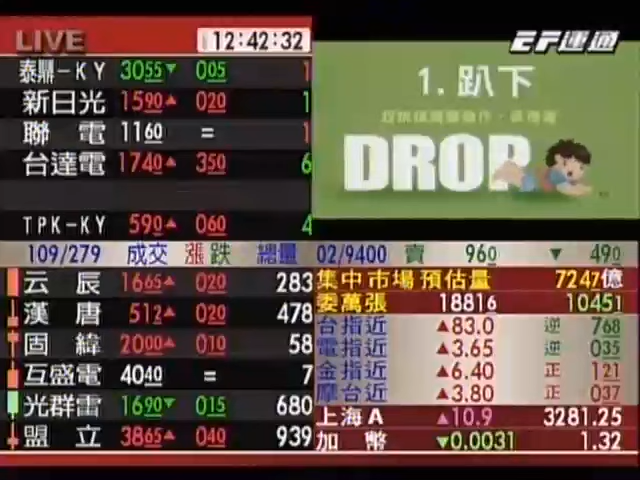 LIVE 12:42:32
泰鼎-KY 3055▼ 005 1
新日光 1590▲ 020 1
聯電 1160 = 1
台達電 1740▲ 350 6
TPK-KY 590▲ 060 4
EF運通
1. 趴下
DROP
109/279 成交 漲跌 總量
云辰 1665▲ 020 283
漢唐 512▲ 020 478
固緯 2000▲ 010 58
互盛電 4040 = 7
光群雷 1690▼ 015 680
盟立 3865▲ 040 939
02/9400 賣 960 ▼ 490
集中市場預估量 7247億
委萬張 18816 10451
台指近 ▲83.0 逆 768
電指近 ▲3.65 逆 035
金指近 ▲6.40 正 121
摩台近 ▲3.80 正 037
上海A ▲10.9 3281.25
加幣 ▼0.0031 1.32